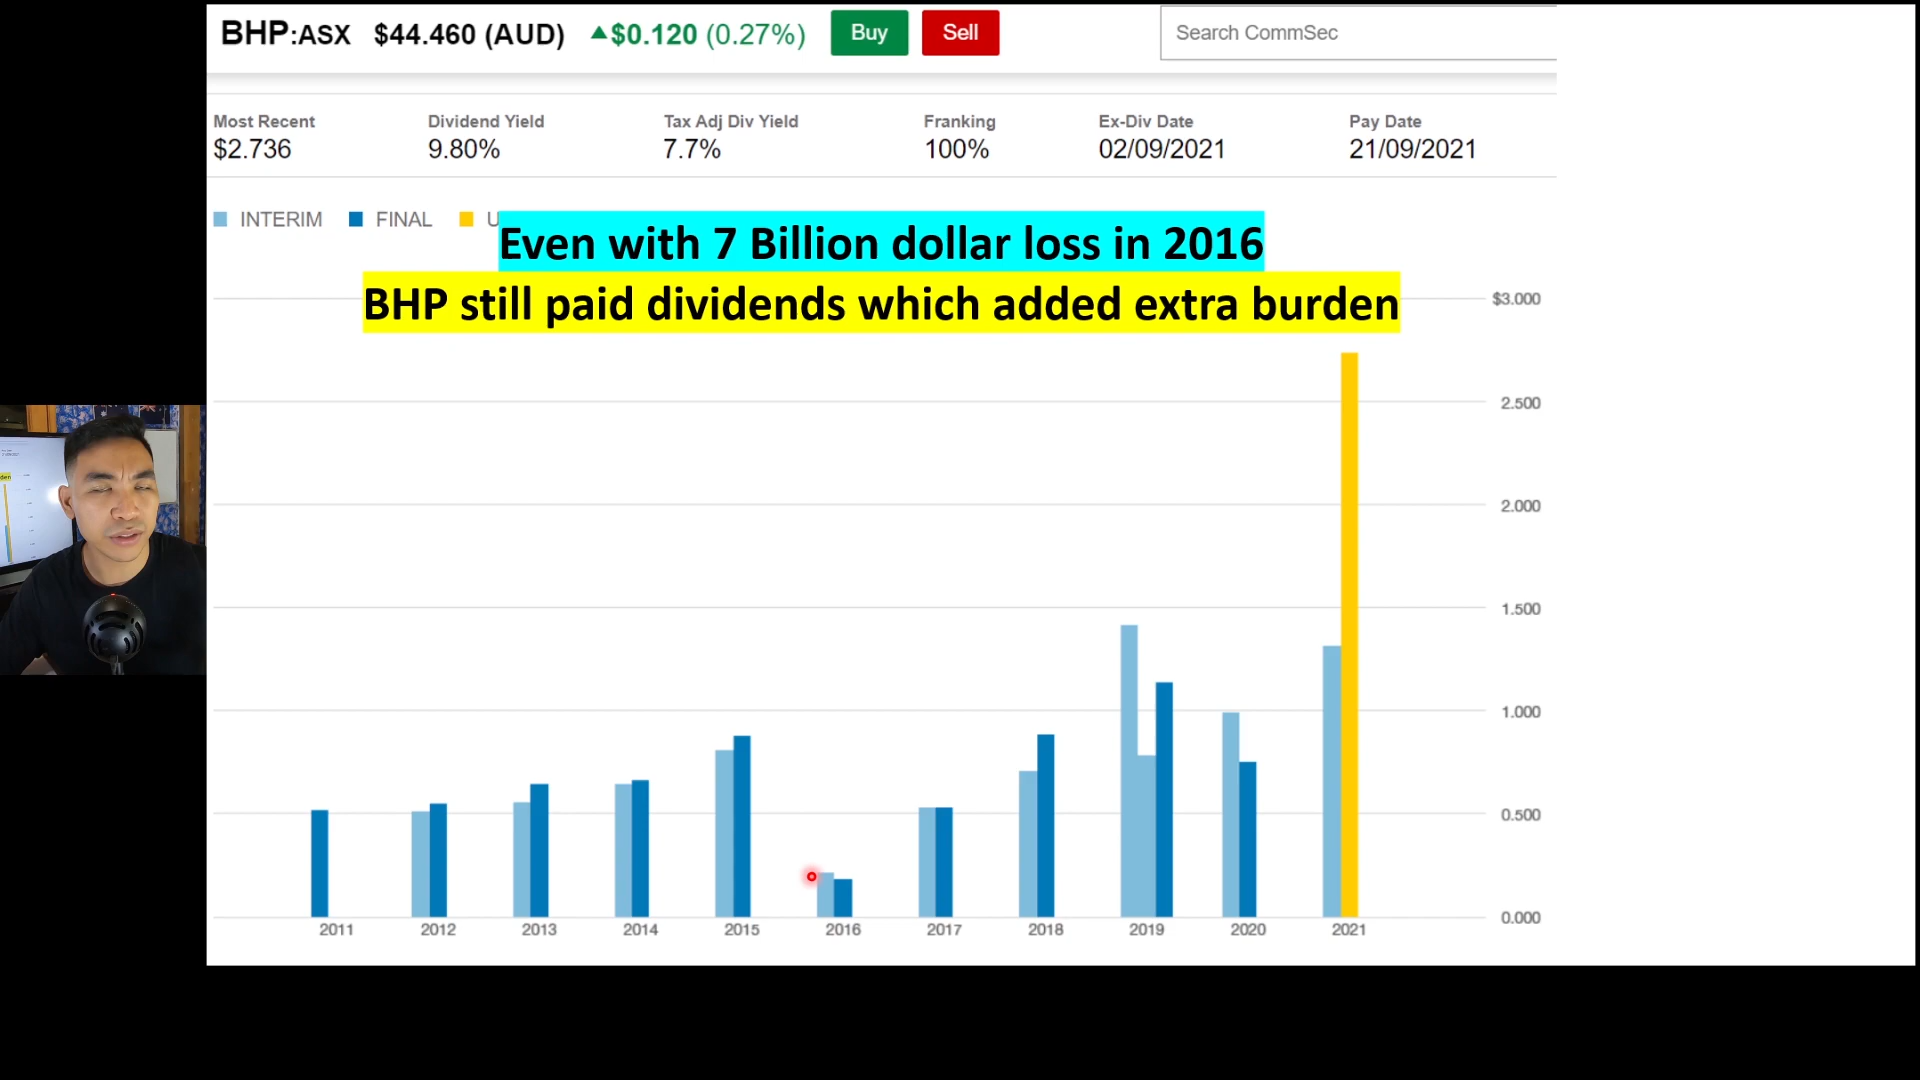 BHP:ASX $44.460 (AUD) ▲$0.120 (0.27%) Buy Sell Search CommSec
Most Recent Dividend Yield Tax Adj Div Yield Franking Ex-Div Date Pay Date
$2.736 9.80% 7.7% 100% 02/09/2021 21/09/2021
INTERIM FINAL U
Even with 7 Billion dollar loss in 2016
BHP still paid dividends which added extra burden
$3.000
2.500
2.000
1.500
1.000
0.500
0.000
2011 2012 2013 2014 2015 2016 2017 2018 2019 2020 2021